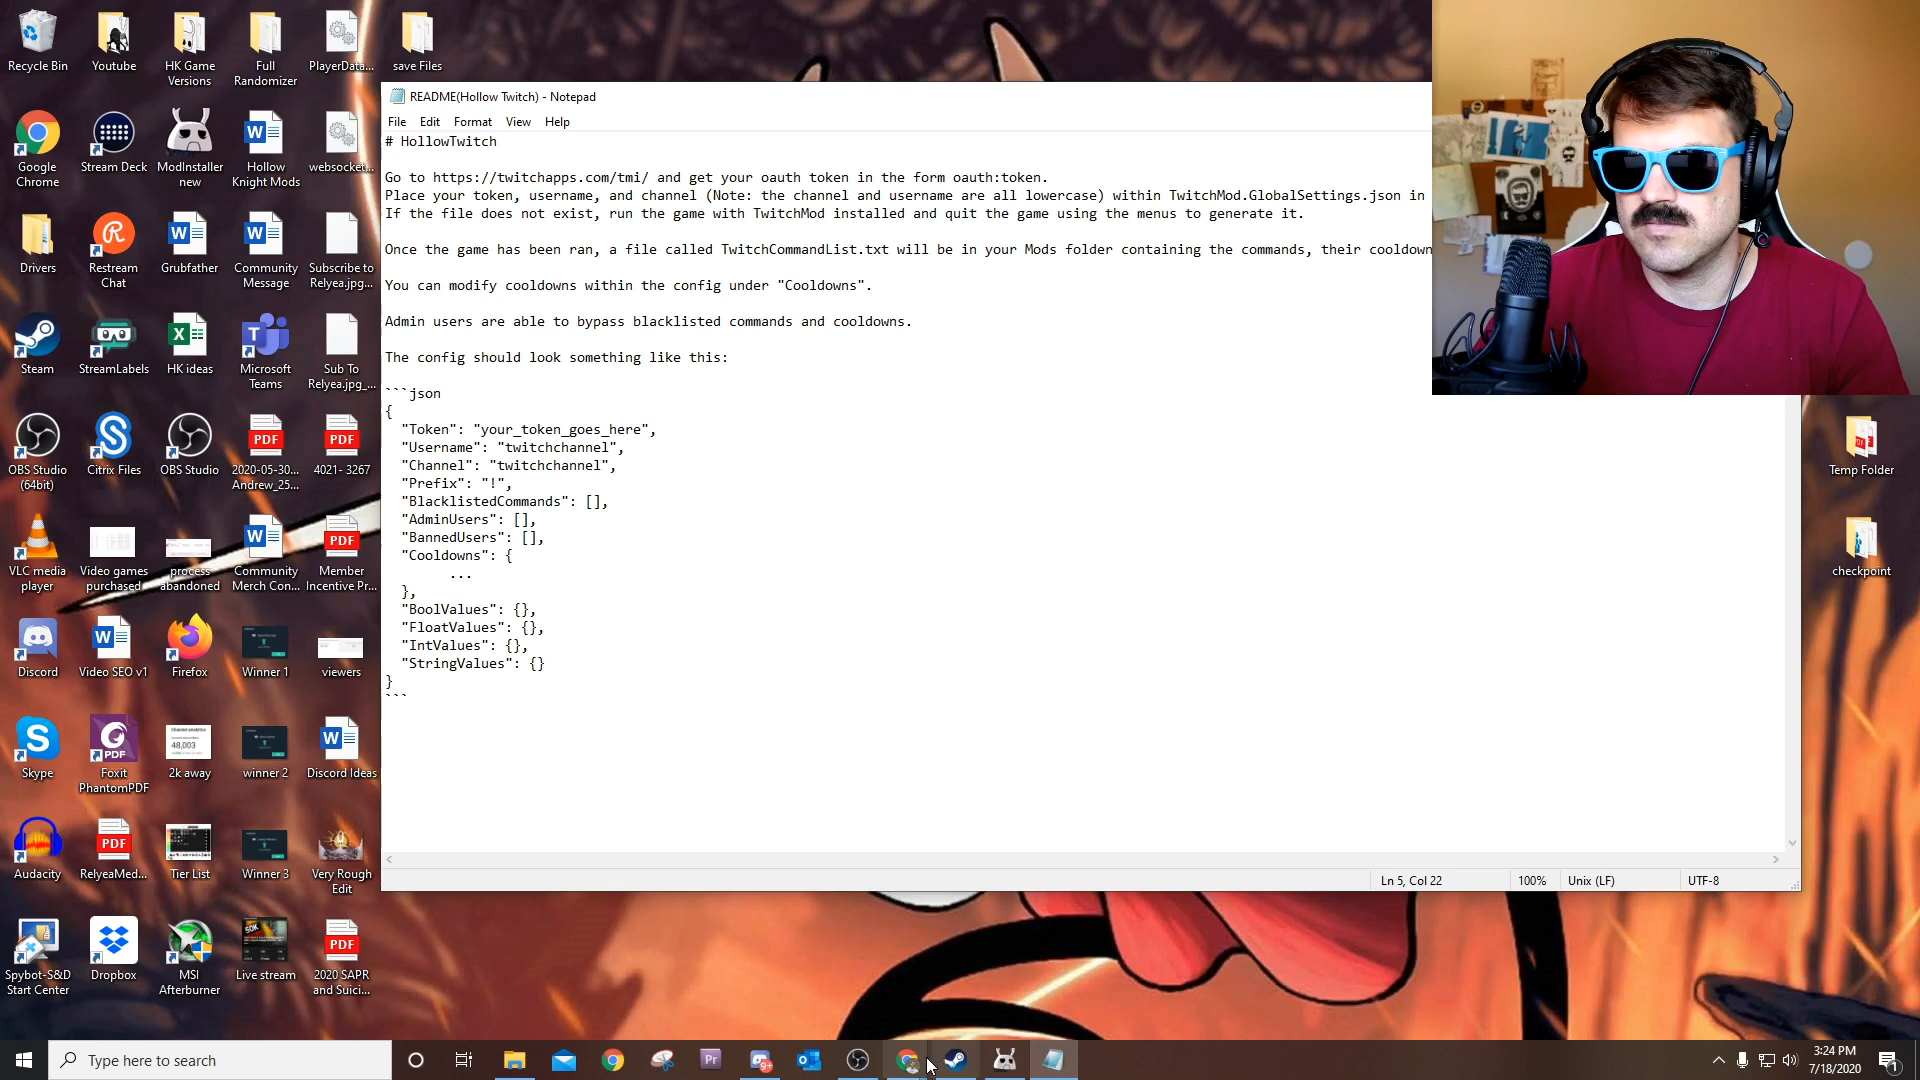 Recycle Bin
Youtube
HK Game
Versions
Full
Randomizer
PlayerData...
save Files
Google
Chrome
Stream Deck
ModInstaller
new
Hollow
Knight Mods
websocket...
Drivers
Restream
Chat
Grubfather
Community
Message
Subscribe to
Relyea.jpg...
Steam
StreamLabels
HK ideas
Microsoft
Teams
Sub To
Relyea.jpg_...
OBS Studio
(64bit)
Citrix Files
OBS Studio
PDF
2020-05-30...
Andrew_25...
PDF
4021- 3267
VLC media
player
Video games
purchased
process
abandoned
Community
Merch Con...
PDF
Member
Incentive Pr...
Discord
Video SEO v1
Firefox
Winner 1
viewers
Skype
PDF
Foxit
PhantomPDF
48,003
2k away
winner 2
Discord Ideas
Audacity
PDF
RelyeaMed...
Tier List
Winner 3
Very Rough
Edit
Spybot-S&D
Start Center
Dropbox
MSI
Afterburner
50K
Live stream
PDF
2020 SAPR
and Suici...
README(Hollow Twitch) - Notepad
File Edit Format View Help
# HollowTwitch
Go to https://twitchapps.com/tmi/ and get your oauth token in the form oauth:token.
Place your token, username, and channel (Note: the channel and username are all lowercase) within TwitchMod.GlobalSettings.json in
If the file does not exist, run the game with TwitchMod installed and quit the game using the menus to generate it.
Once the game has been ran, a file called TwitchCommandList.txt will be in your Mods folder containing the commands, their cooldown
You can modify cooldowns within the config under "Cooldowns".
Admin users are able to bypass blacklisted commands and cooldowns.
The config should look something like this:
```json
{
"Token": "your_token_goes_here",
"Username": "twitchchannel",
"Channel": "twitchchannel",
"Prefix": "!",
"BlacklistedCommands": [],
"AdminUsers": [],
"BannedUsers": [],
"Cooldowns": {
...
},
"BoolValues": {},
"FloatValues": {},
"IntValues": {},
"StringValues": {}
}
```
Ln 5, Col 22
100%
Unix (LF)
UTF-8
Temp Folder
checkpoint
Type here to search
Pr
9+
3:24 PM
7/18/2020
1